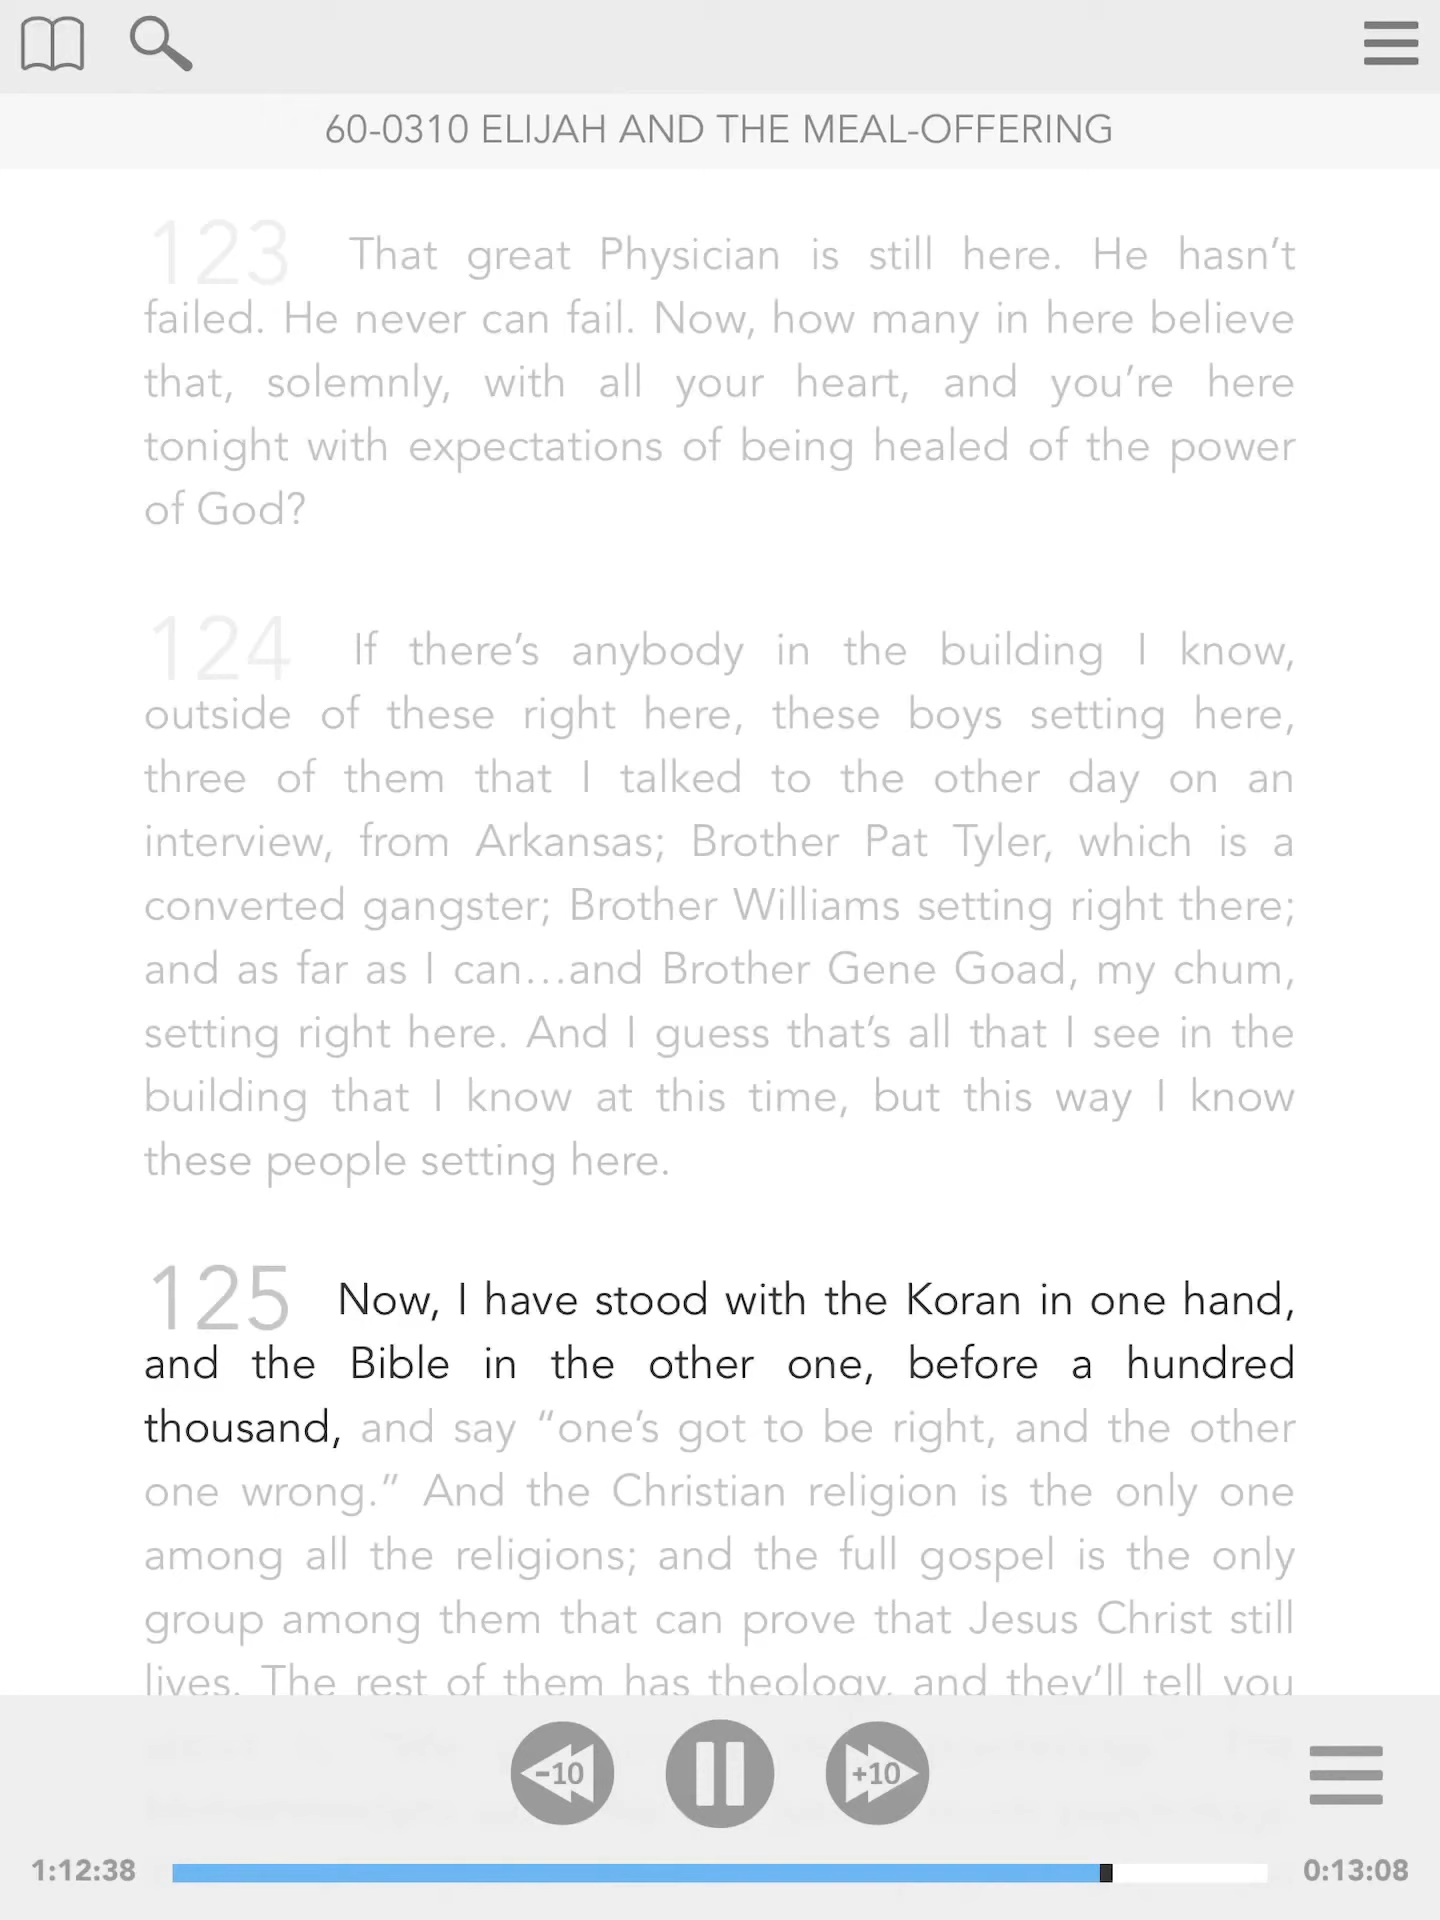 60-0310 ELIJAH AND THE MEAL-OFFERING
123 That great Physician is still here. He hasn’t
failed. He never can fail. Now, how many in here believe
that, solemnly, with all your heart, and you’re here
tonight with expectations of being healed of the power
of God?
124 If there’s anybody in the building I know,
outside of these right here, these boys setting here,
three of them that I talked to the other day on an
interview, from Arkansas; Brother Pat Tyler, which is a
converted gangster; Brother Williams setting right there;
and as far as I can…and Brother Gene Goad, my chum,
setting right here. And I guess that’s all that I see in the
building that I know at this time, but this way I know
these people setting here.
125 Now, I have stood with the Koran in one hand,
and the Bible in the other one, before a hundred
thousand, and say “one’s got to be right, and the other
one wrong.” And the Christian religion is the only one
among all the religions; and the full gospel is the only
group among them that can prove that Jesus Christ still
lives. The rest of them has theology, and they’ll tell you
-10 +10
1:12:38 0:13:08